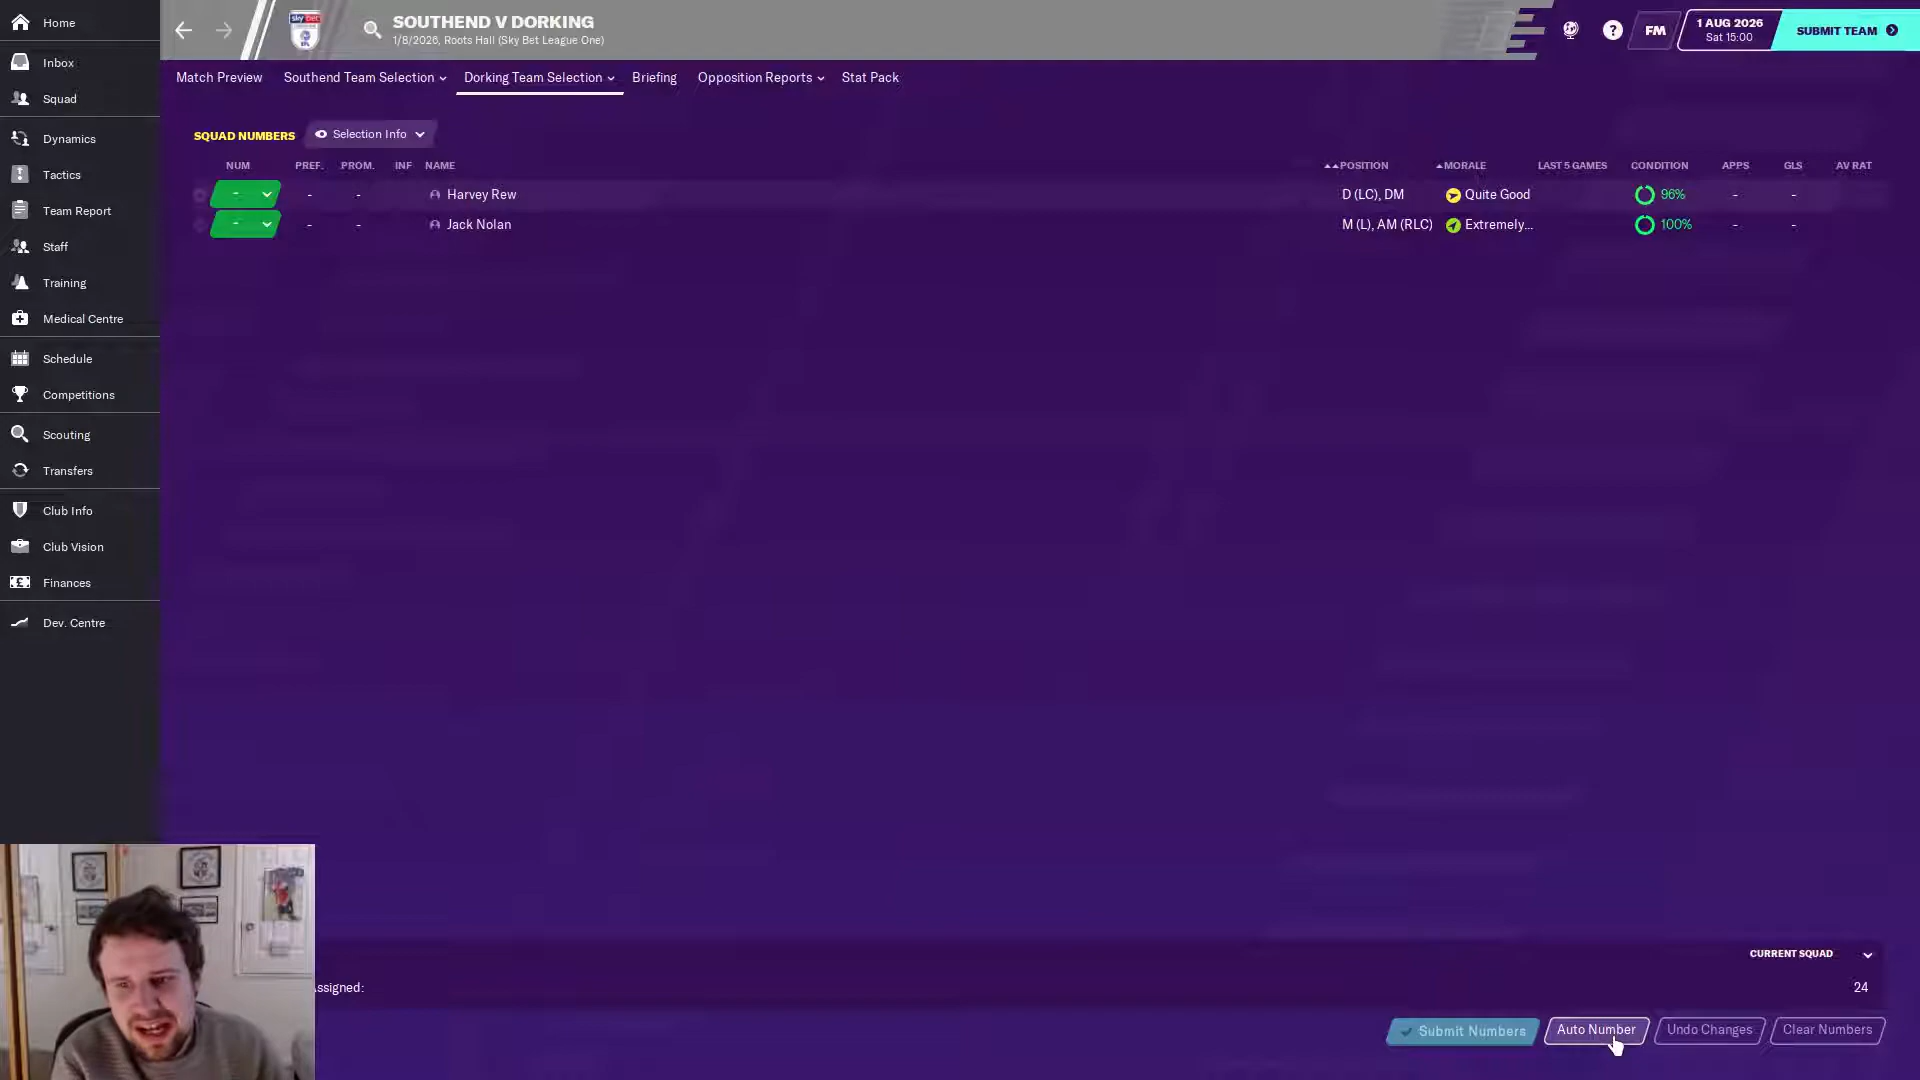 Home
Inbox
Squad
Dynamics
Tactics
Team Report
Staff
Training
Medical Centre
Schedule
Competitions
Scouting
Transfers
Club Info
Club Vision
Finances
Dev. Centre
sky bet
SOUTHEND V DORKING
1/8/2026, Roots Hall (Sky Bet League One)
?
FM
1 AUG 2026
Sat 15:00
SUBMIT TEAM
Match Preview Southend Team Selection Dorking Team Selection Briefing Opposition Reports Stat Pack
SQUAD NUMBERS Selection Info
NUM PREF. PROM. INF NAME POSITION MORALE LAST 5 GAMES CONDITION APPS GLS AV RAT
- - - Harvey Rew D (LC), DM Quite Good 96% - -
- - - Jack Nolan M (L), AM (RLC) Extremely... 100% - -
CURRENT SQUAD
ssigned: 24
Submit Numbers Auto Number Undo Changes Clear Numbers